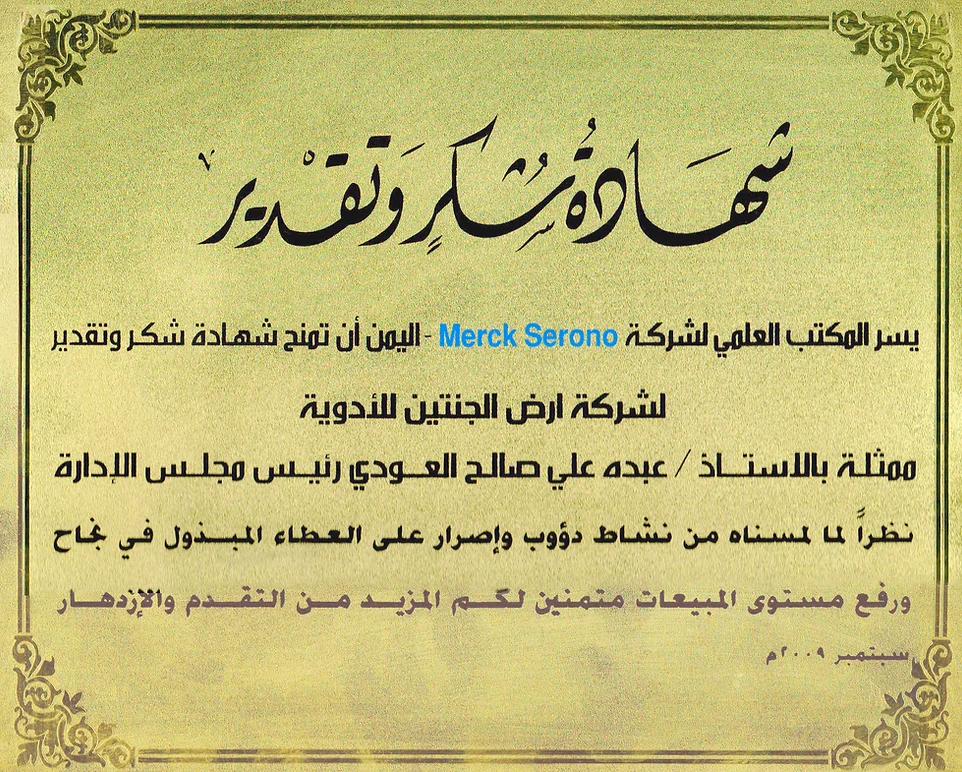 شهادة شكر وتقدير
يسر المكتب العلمي لشركة Merck Serono - اليمن أن تمنح شهادة شكر وتقدير
لشركة ارض الجنتين للأدوية
ممثلة بالاستاذ / عبده علي صالح العودي رئيس مجلس الإدارة
نظراً لما لمسناه من نشاط دؤوب وإصرار على العطاء المبذول في نجاح
ورفع مستوى المبيعات متمنين لكم المزيد من التقدم والإزدهار
سبتمبر ٢٠٠٩م